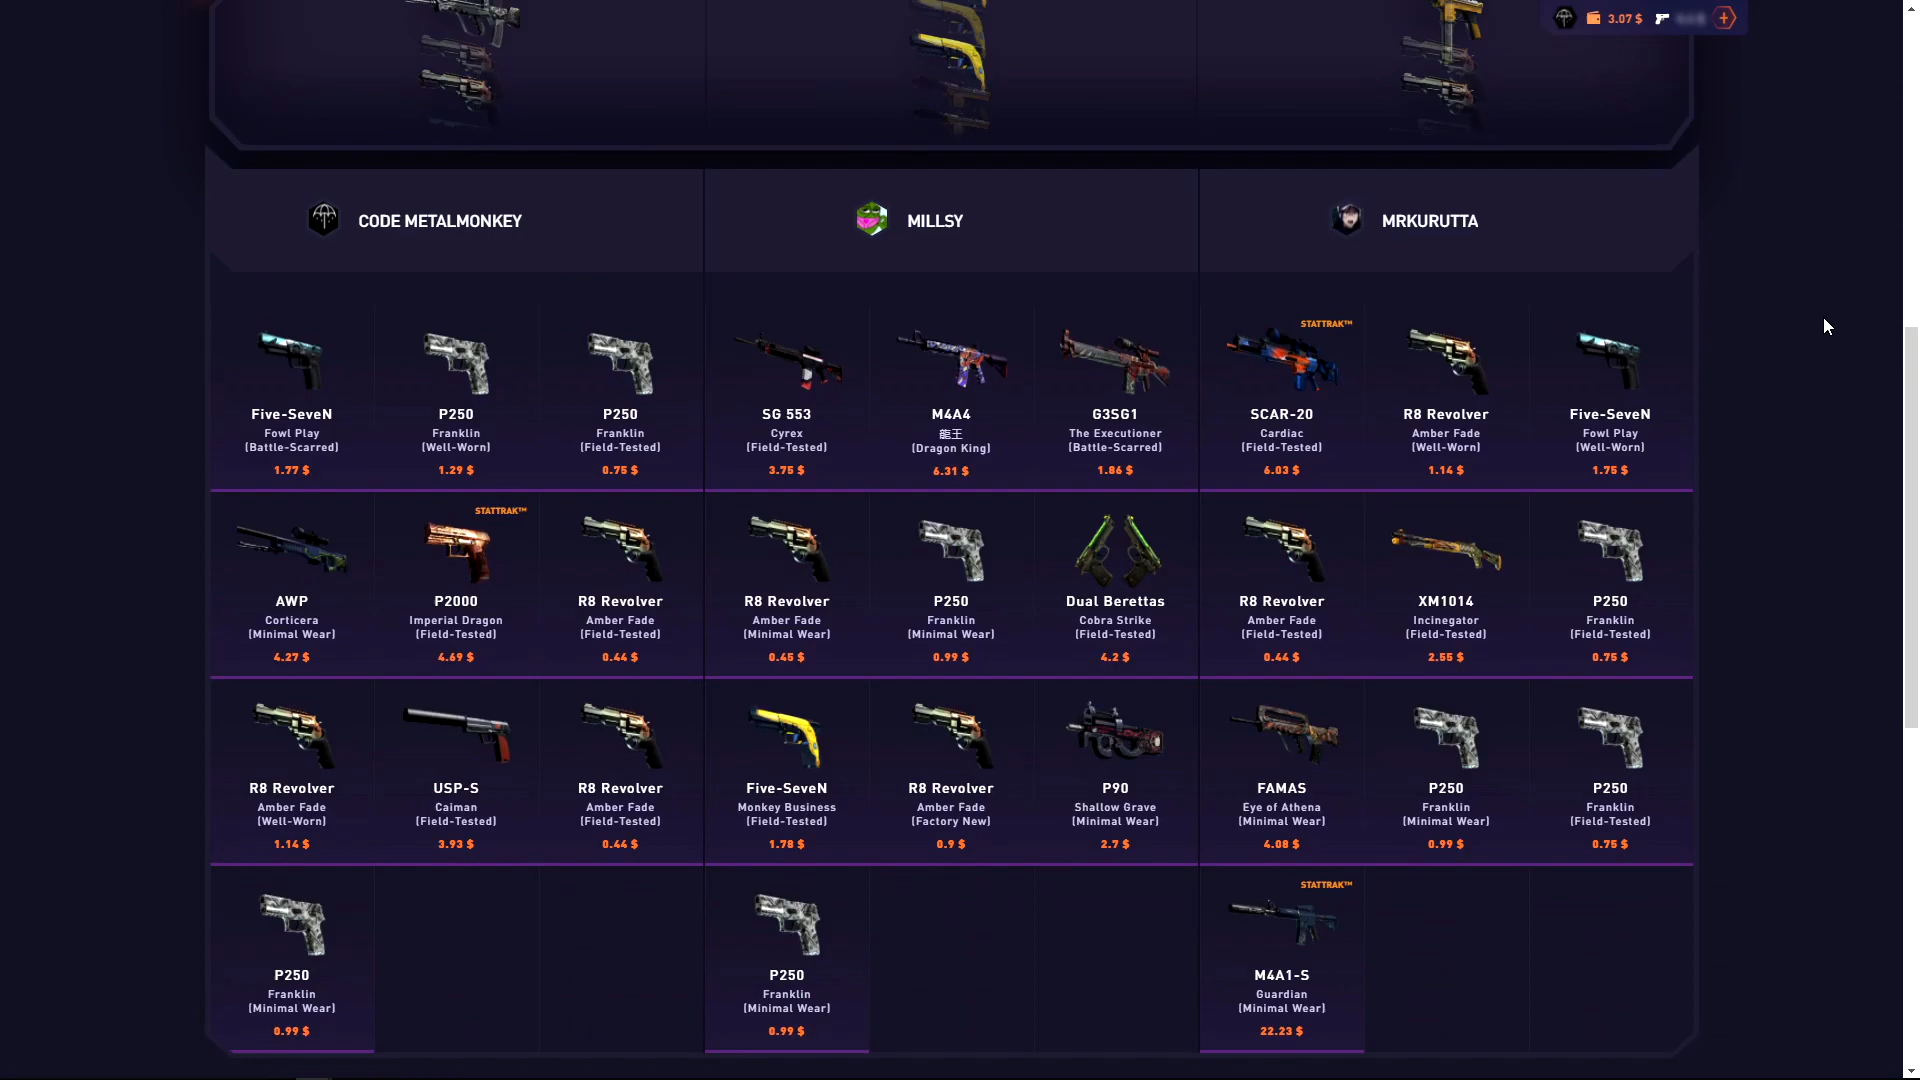 3.07 $
CODE METALMONKEY
MILLSY
MRKURUTTA
Five-SeveN
Fowl Play
(Battle-Scarred)
1.77 $
P250
Franklin
(Well-Worn)
1.29 $
P250
Franklin
(Field-Tested)
0.75 $
SG 553
Cyrex
(Field-Tested)
3.75 $
M4A4
龍王
(Dragon King)
6.31 $
G3SG1
The Executioner
(Battle-Scarred)
1.86 $
STATTRAK™
SCAR-20
Cardiac
(Field-Tested)
6.03 $
R8 Revolver
Amber Fade
(Well-Worn)
1.14 $
Five-SeveN
Fowl Play
(Well-Worn)
1.75 $
AWP
Corticera
(Minimal Wear)
4.27 $
STATTRAK™
P2000
Imperial Dragon
(Field-Tested)
4.69 $
R8 Revolver
Amber Fade
(Field-Tested)
0.44 $
R8 Revolver
Amber Fade
(Minimal Wear)
0.45 $
P250
Franklin
(Minimal Wear)
0.99 $
Dual Berettas
Cobra Strike
(Field-Tested)
4.2 $
R8 Revolver
Amber Fade
(Field-Tested)
0.44 $
XM1014
Incinegator
(Field-Tested)
2.55 $
P250
Franklin
(Field-Tested)
0.75 $
R8 Revolver
Amber Fade
(Well-Worn)
1.14 $
USP-S
Caiman
(Field-Tested)
3.93 $
R8 Revolver
Amber Fade
(Field-Tested)
0.44 $
Five-SeveN
Monkey Business
(Field-Tested)
1.78 $
R8 Revolver
Amber Fade
(Factory New)
0.9 $
P90
Shallow Grave
(Minimal Wear)
2.7 $
FAMAS
Eye of Athena
(Minimal Wear)
4.08 $
P250
Franklin
(Minimal Wear)
0.99 $
P250
Franklin
(Field-Tested)
0.75 $
P250
Franklin
(Minimal Wear)
0.99 $
P250
Franklin
(Minimal Wear)
0.99 $
STATTRAK™
M4A1-S
Guardian
(Minimal Wear)
22.23 $